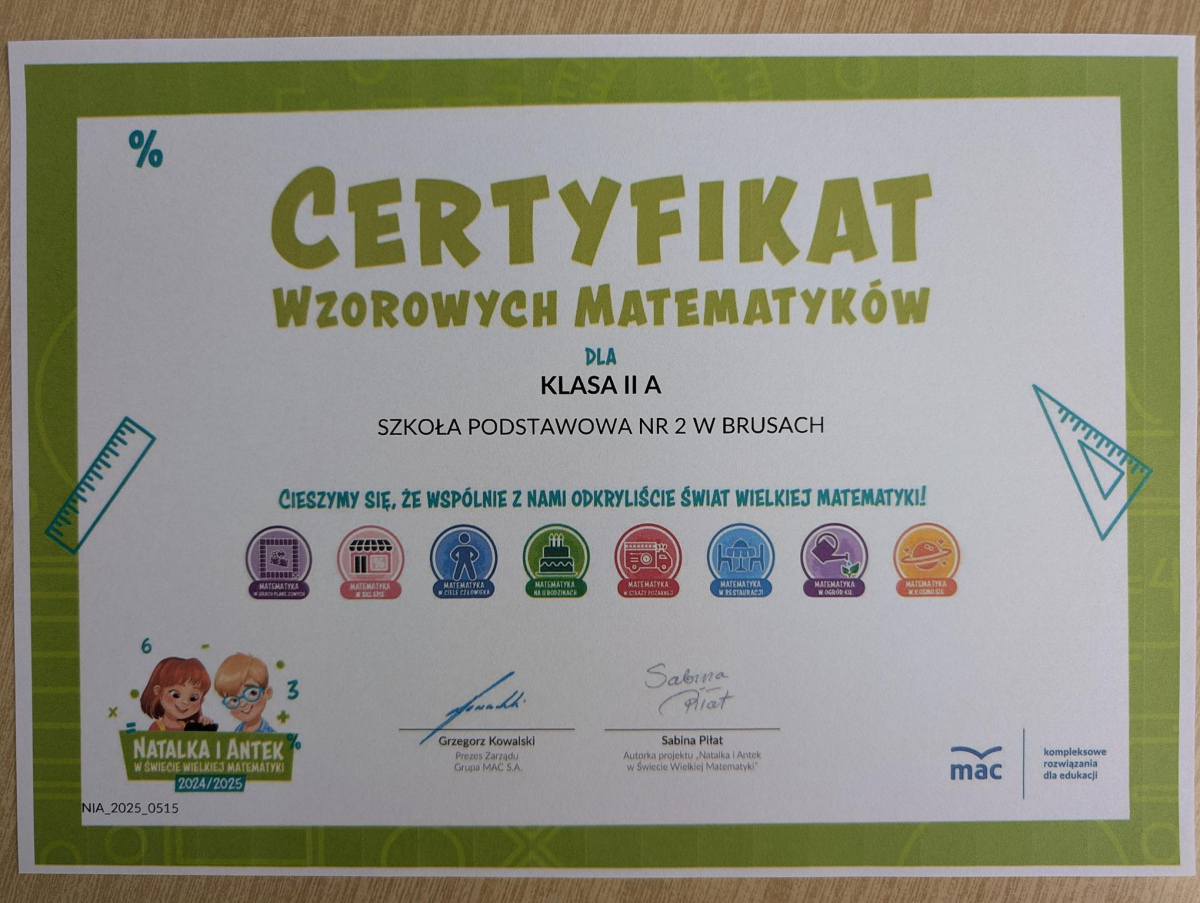 %
CERTYFIKAT
WZOROWYCH MATEMATYKÓW
DLA
KLASA II A
SZKOŁA PODSTAWOWA NR 2 W BRUSACH
CIESZYMY SIĘ, ŻE WSPÓLNIE Z NAMI ODKRYLIŚCIE ŚWIAT WIELKIEJ MATEMATYKI!
MATEMATYKA
W GRACH PLANSZOWYCH
MATEMATYKA
W SKLEPIE
MATEMATYKA
W CIELE CZŁOWIEKA
MATEMATYKA
NA URODZINACH
MATEMATYKA
W STRAŻY POŻARNEJ
MATEMATYKA
W RESTAURACJI
MATEMATYKA
W OGRÓDKU
MATEMATYKA
W KOSMOSIE
6
3
%
NATALKA I ANTEK
W ŚWIECIE WIELKIEJ MATEMATYKI
2024/2025
NIA_2025_0515
Grzegorz Kowalski
Prezes Zarządu
Grupa MAC S.A.
Sabina
Piłat
Sabina Piłat
Autorka projektu „Natalka i Antek
w Świecie Wielkiej Matematyki"
mac
kompleksowe
rozwiązania
dla edukacji